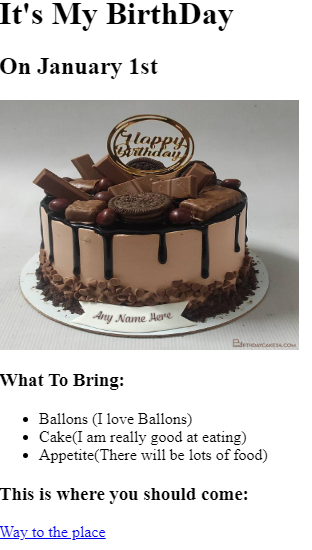 It's My BirthDay
On January 1st
Happy
Birthday
Any Name Here
BIRTHDAYCAKE24.COM
What To Bring:
Ballons (I love Ballons)
Cake(I am really good at eating)
Appetite(There will be lots of food)
This is where you should come:
Way to the place